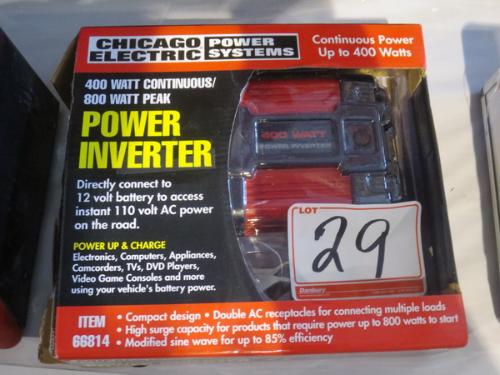 CHICAGO ELECTRIC POWER SYSTEMS
Continuous Power
Up to 400 Watts
400 WATT CONTINUOUS/
800 WATT PEAK
POWER
INVERTER
Directly connect to
12 volt battery to access
instant 110 volt AC power
on the road.
POWER UP & CHARGE
Electronics, Computers, Appliances,
Camcorders, TVs, DVD Players,
Video Game Consoles and more
using your vehicle's battery power.
400 WATT
POWER INVERTER
LOT
29
Danbury
ITEM
66814
• Compact design • Double AC receptacles for connecting multiple loads
• High surge capacity for products that require power up to 800 watts to start
• Modified sine wave for up to 85% efficiency